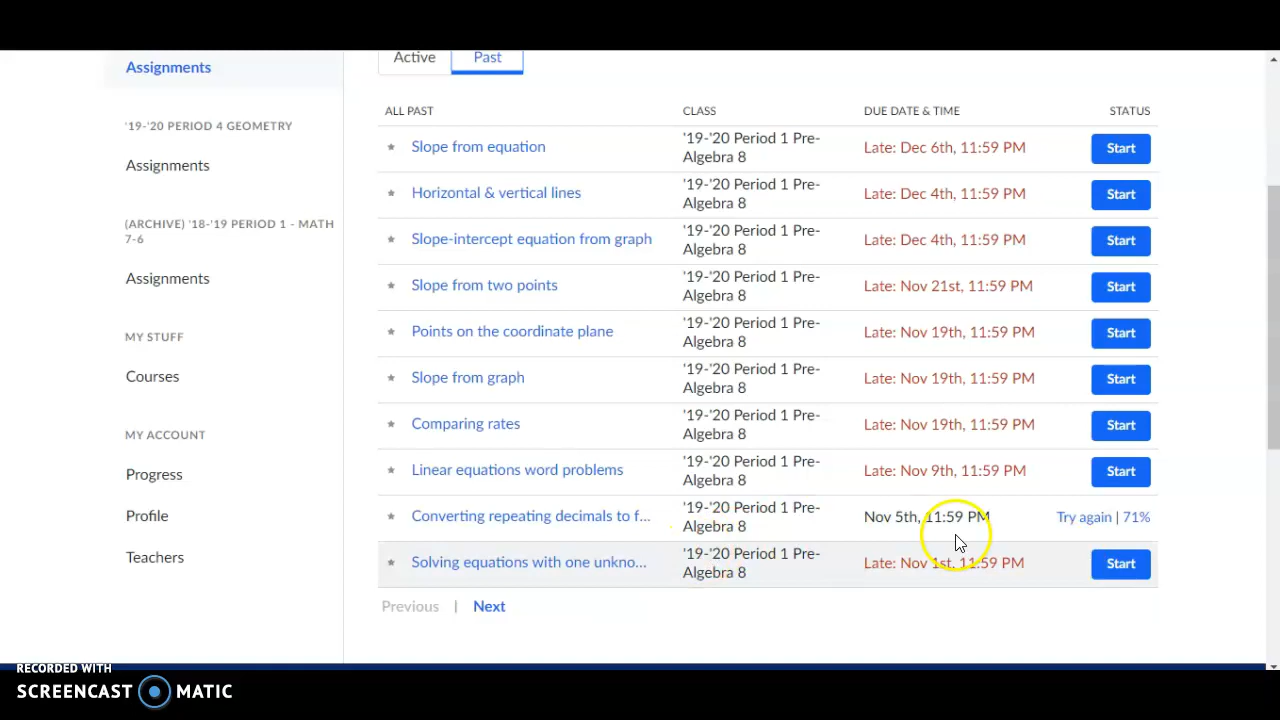 Assignments
Active
Past
'19-'20 PERIOD 4 GEOMETRY
Assignments
(ARCHIVE) '18-'19 PERIOD 1 - MATH
7-6
Assignments
MY STUFF
Courses
MY ACCOUNT
Progress
Profile
Teachers
ALL PAST
CLASS
DUE DATE & TIME
STATUS
Slope from equation
'19-'20 Period 1 Pre-
Algebra 8
Late: Dec 6th, 11:59 PM
Start
Horizontal & vertical lines
'19-'20 Period 1 Pre-
Algebra 8
Late: Dec 4th, 11:59 PM
Start
Slope-intercept equation from graph
'19-'20 Period 1 Pre-
Algebra 8
Late: Dec 4th, 11:59 PM
Start
Slope from two points
'19-'20 Period 1 Pre-
Algebra 8
Late: Nov 21st, 11:59 PM
Start
Points on the coordinate plane
'19-'20 Period 1 Pre-
Algebra 8
Late: Nov 19th, 11:59 PM
Start
Slope from graph
'19-'20 Period 1 Pre-
Algebra 8
Late: Nov 19th, 11:59 PM
Start
Comparing rates
'19-'20 Period 1 Pre-
Algebra 8
Late: Nov 19th, 11:59 PM
Start
Linear equations word problems
'19-'20 Period 1 Pre-
Algebra 8
Late: Nov 9th, 11:59 PM
Start
Converting repeating decimals to f...
'19-'20 Period 1 Pre-
Algebra 8
Nov 5th, 11:59 PM
Try again | 71%
Solving equations with one unkno...
'19-'20 Period 1 Pre-
Algebra 8
Late: Nov 1st, 11:59 PM
Start
Previous | Next
RECORDED WITH
SCREENCAST MATIC